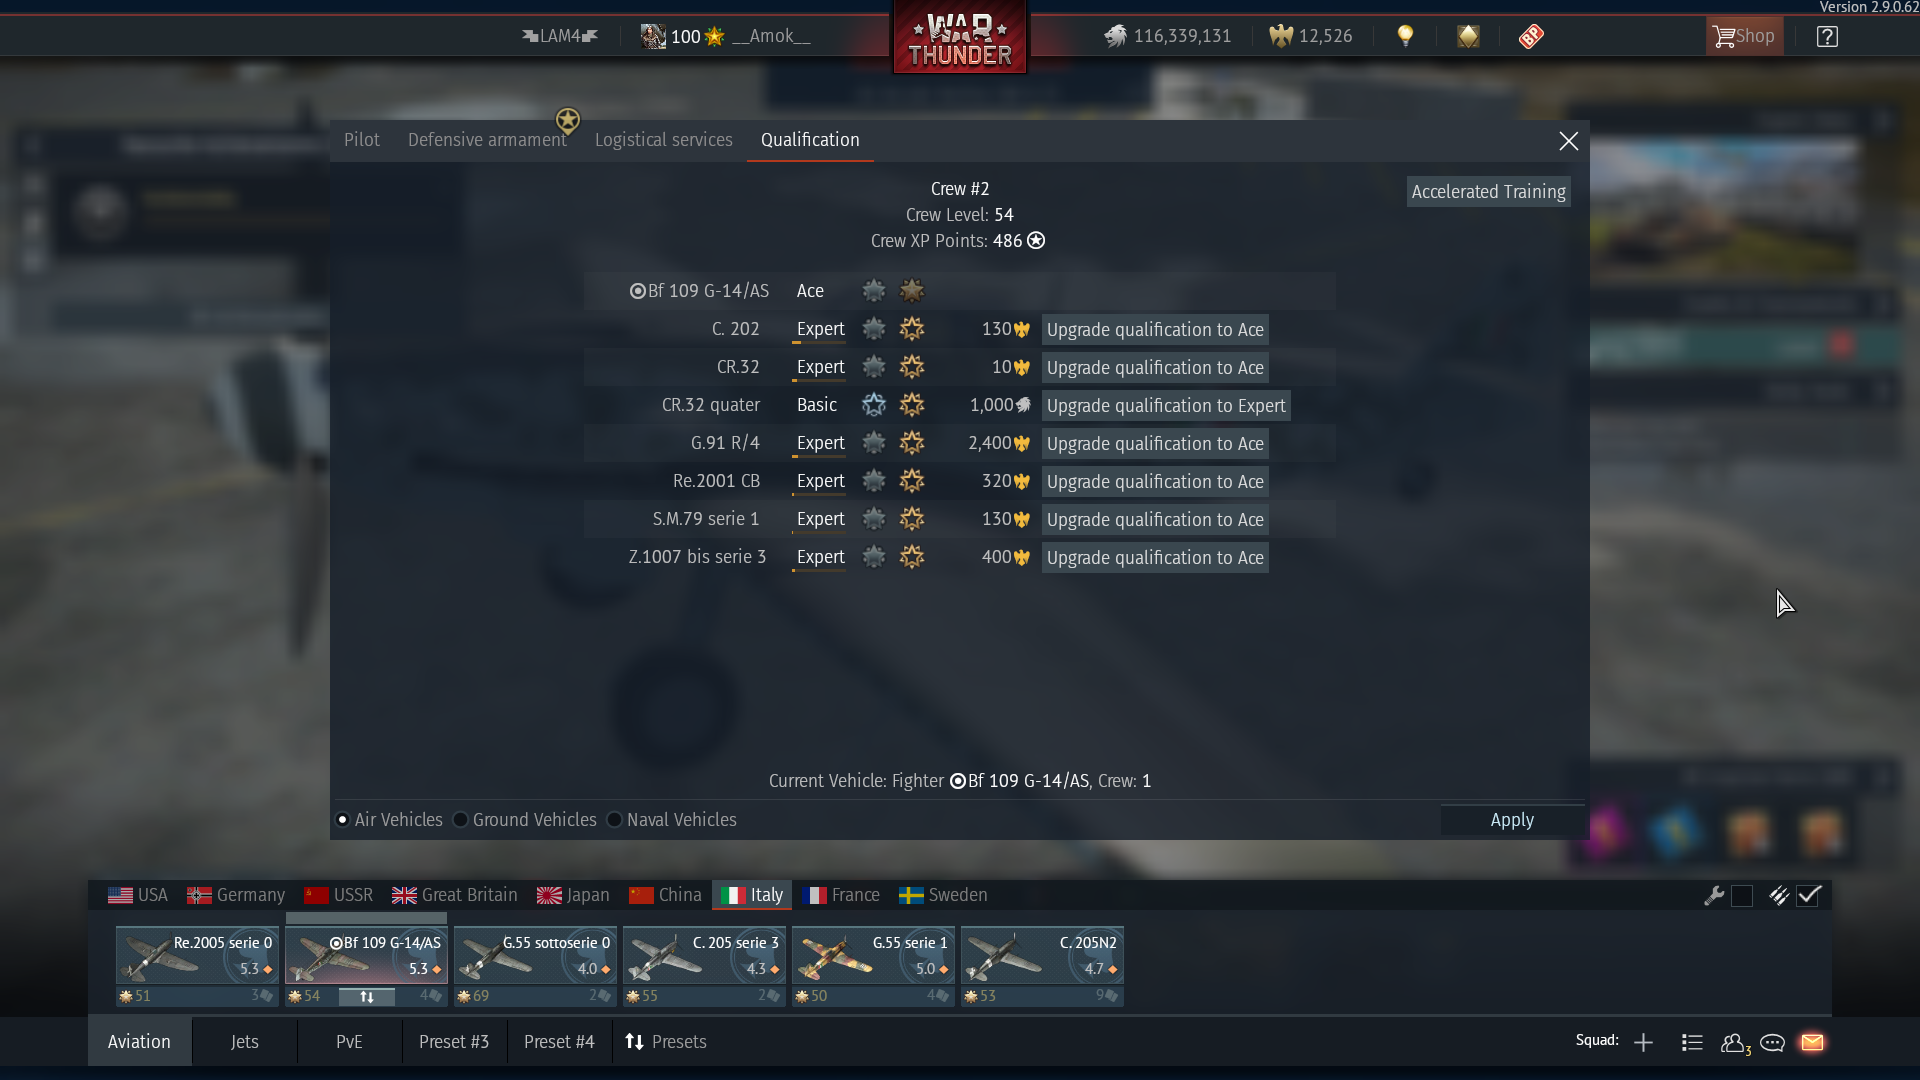 Version 2.9.0.62
LAM4
100 __Amok__
WAR THUNDER
116,339,131
12,526
BP
Shop
?
Pilot
Defensive armament
Logistical services
Qualification
Crew #2
Accelerated Training
Crew Level: 54
Crew XP Points: 486
Bf 109 G-14/AS Ace
C. 202 Expert 130 Upgrade qualification to Ace
CR.32 Expert 10 Upgrade qualification to Ace
CR.32 quater Basic 1,000 Upgrade qualification to Expert
G.91 R/4 Expert 2,400 Upgrade qualification to Ace
Re.2001 CB Expert 320 Upgrade qualification to Ace
S.M.79 serie 1 Expert 130 Upgrade qualification to Ace
Z.1007 bis serie 3 Expert 400 Upgrade qualification to Ace
Current Vehicle: Fighter Bf 109 G-14/AS, Crew: 1
Air Vehicles Ground Vehicles Naval Vehicles
Apply
USA Germany USSR Great Britain Japan China Italy France Sweden
Re.2005 serie 0 Bf 109 G-14/AS G.55 sottoserie 0 C. 205 serie 3 G.55 serie 1 C. 205N2
5.3 5.3 4.0 4.3 5.0 4.7
51 3 54 4 69 2 55 2 50 4 53 9
Aviation Jets PvE Preset #3 Preset #4 Presets
Squad:
3